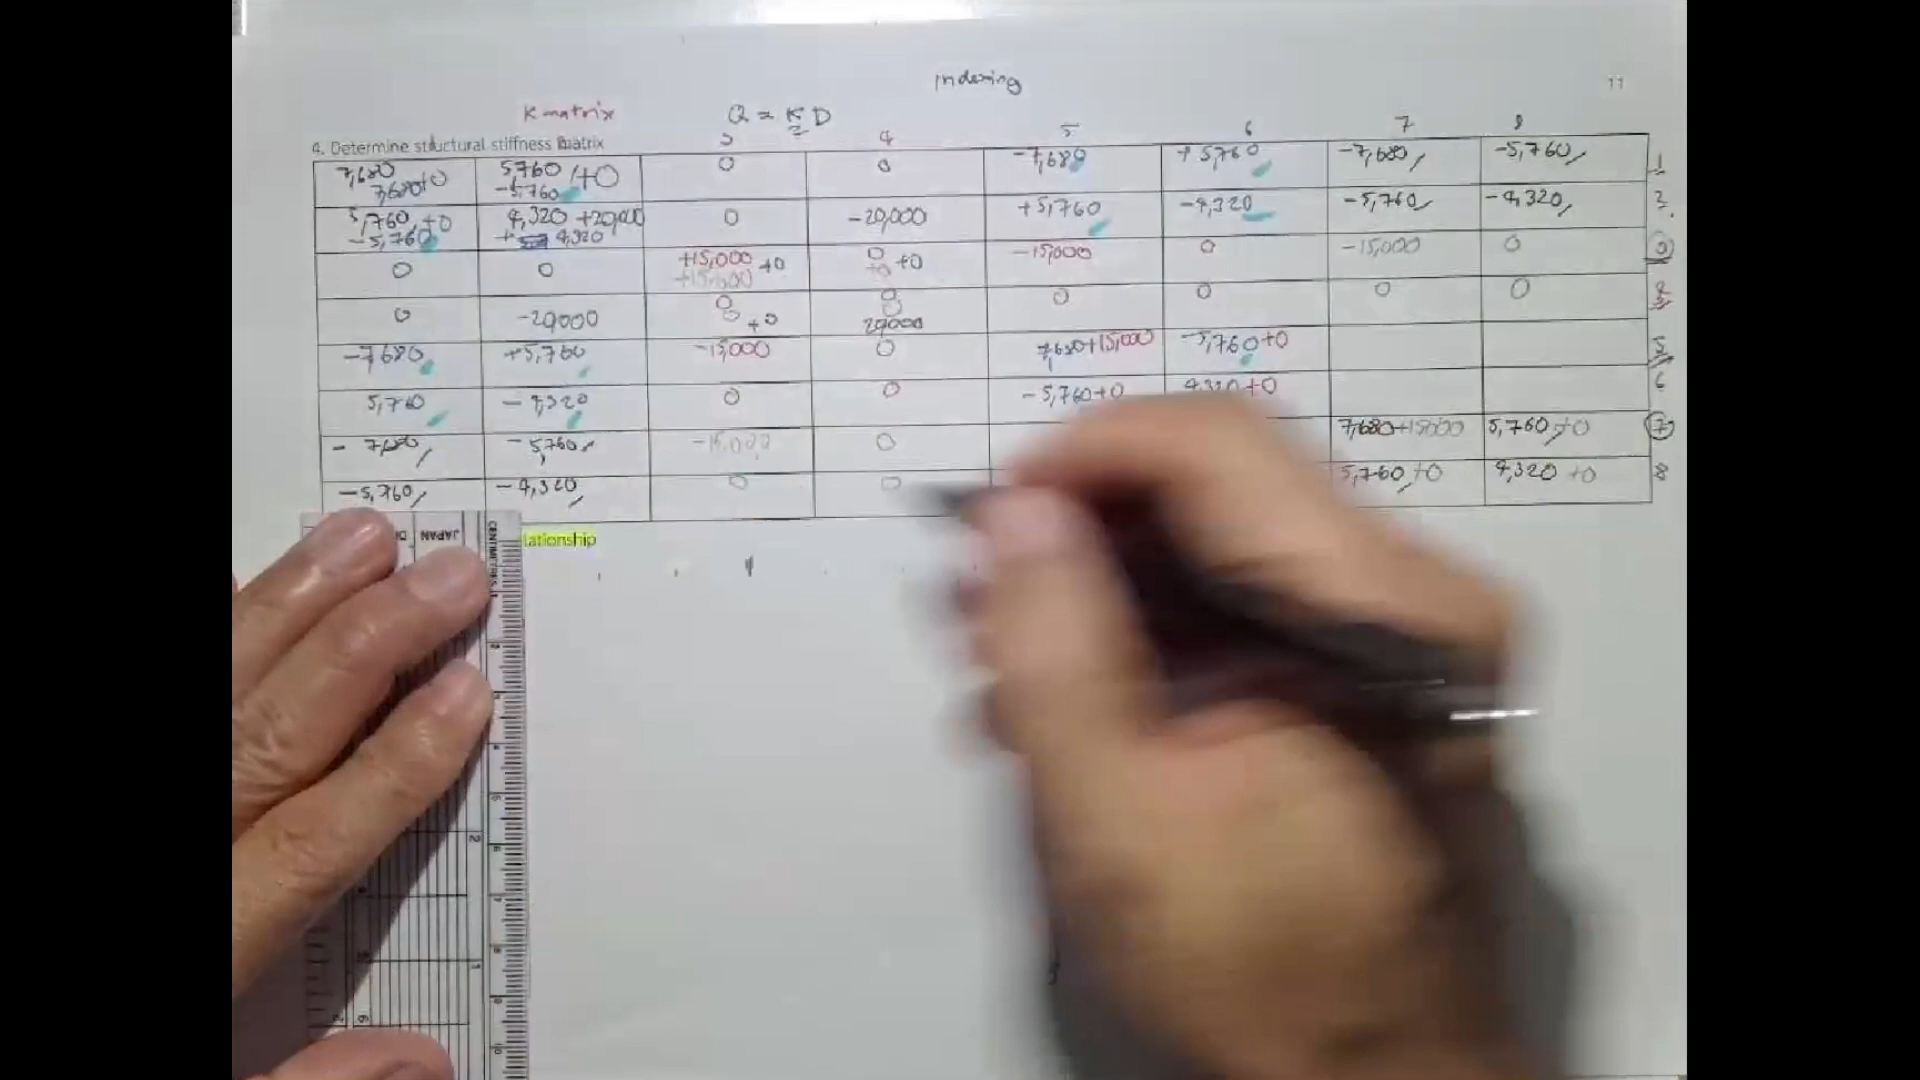 Indexing
11
K matrix Q = K D
4. Determine structural stiffness matrix 3 4 5 6 7 8
7,680 5,760 +0 0 0 -7,680 +5,760 -7,680 -5,760 1
7,680+0 -5,760
5,760 +0 4,320 +20,000 0 -20,000 +5,760 -4,320 -5,760 -4,320 2
-5,760 + 4,320
0 0 +15,000 +0 0 +0 -15,000 0 -15,000 0 3
+15,000 +0
0 -20,000 0 0 0 0 0 0
0 +0 0
20,000
-7,680 +5,760 -15,000 0 7,680+15,000 -5,760+0 5
5,760 -4,320 0 0 -5,760+0 4,320+0 6
-7,680 -5,760 -15,000 0 7,680+15000 5,760+0 7
-5,760 -4,320 0 0 5,760+0 4,320+0 8
lationship
JAPAN
CENTIMETRES